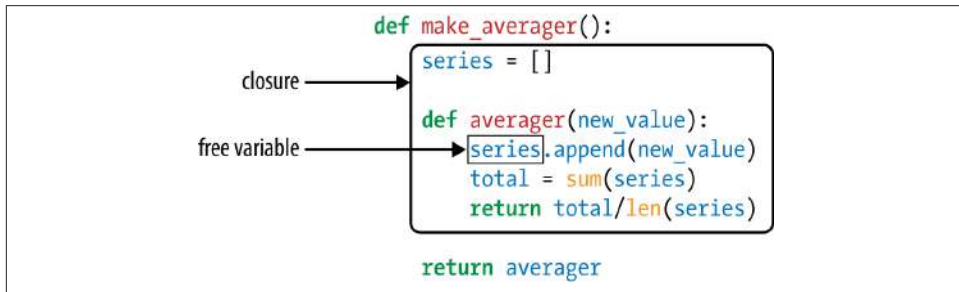 def make_averager():
series = []
closure
def averager(new_value):
free variable
series.append(new_value)
total = sum(series)
return total/len(series)
return averager